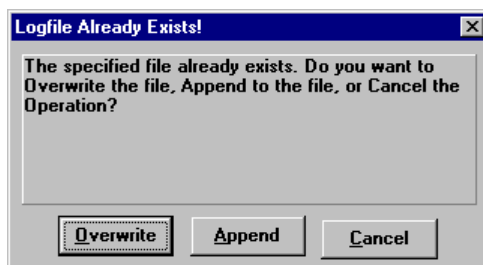 Logfile Already Exists!
The specified file already exists. Do you want to
Overwrite the file, Append to the file, or Cancel the
Operation?
Overwrite Append Cancel